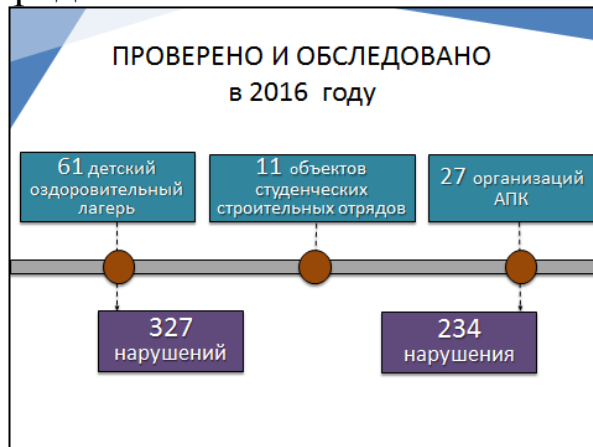 ПРОВЕРЕНО И ОБСЛЕДОВАНО
в 2016 году
61 детский
оздоровительный
лагерь
11 объектов
студенческих
строительных отрядов
27 организаций
АПК
327
нарушений
234
нарушения